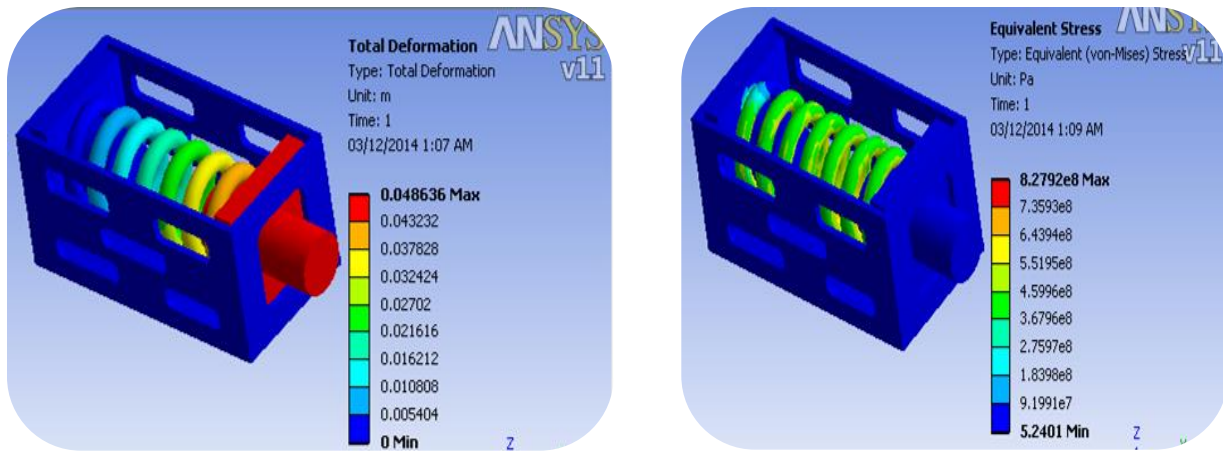 ANSYS
v11
Total Deformation
Type: Total Deformation
Unit: m
Time: 1
03/12/2014 1:07 AM
0.048636 Max
0.043232
0.037828
0.032424
0.02702
0.021616
0.016212
0.010808
0.005404
0 Min
Z
ANSYS
v11
Equivalent Stress
Type: Equivalent (von-Mises) Stress
Unit: Pa
Time: 1
03/12/2014 1:09 AM
8.2792e8 Max
7.3593e8
6.4394e8
5.5195e8
4.5996e8
3.6796e8
2.7597e8
1.8398e8
9.1991e7
5.2401 Min
Z